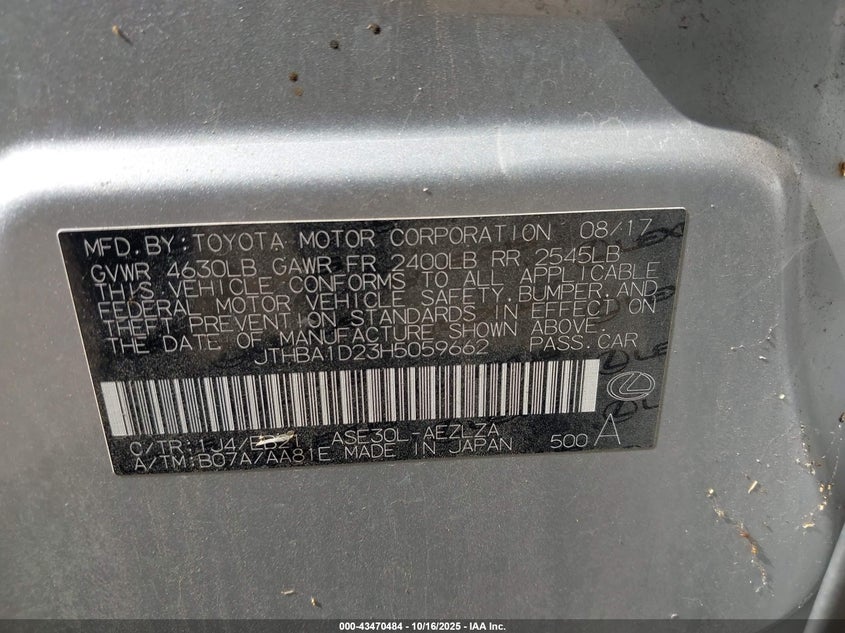 MFD.BY:TOYOTA MOTOR CORPORATION 08/17
GVWR 4630LB GAWR FR 2400LB RR 2545LB
THIS VEHICLE CONFORMS TO ALL APPLICABLE
FEDERAL MOTOR VEHICLE SAFETY,BUMPER,AND
THEFT PREVENTION STANDARDS IN EFFECT ON
THE DATE OF MANUFACTURE SHOWN ABOVE.
JTHBA1D23H5059662 PASS.CAR
C/TR:1J4/EB21 ASE30L-AEZLZA
A/TM:B07A/AA81E MADE IN JAPAN 500 A
000-43470484 - 10/16/2025 - IAA Inc.